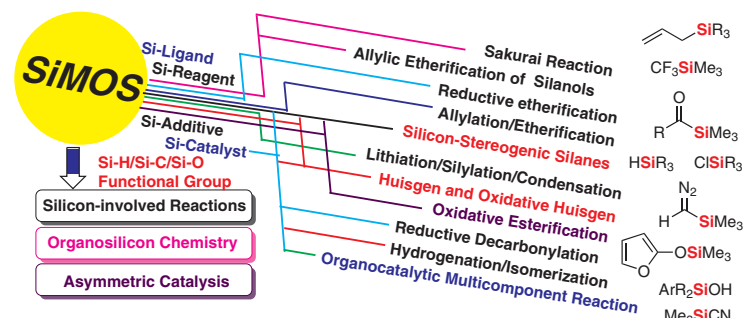 SiMOS
Si-Ligand
Si-Reagent
Si-Additive
Si-Catalyst
Si-H/Si-C/Si-O
Functional Group
Silicon-involved Reactions
Organosilicon Chemistry
Asymmetric Catalysis
Sakurai Reaction
Allylic Etherification of Silanols
Reductive etherification
Allylation/Etherification
Silicon-Stereogenic Silanes
Lithiation/Silylation/Condensation
Huisgen and Oxidative Huisgen
Oxidative Esterification
Reductive Decarbonylation
Hydrogenation/Isomerization
Organocatalytic Multicomponent Reaction
SiR3
CF3SiMe3
O
R SiMe3
HSiR3 ClSiR3
N2
H SiMe3
O OSiMe3
ArR2SiOH
Me3SiCN